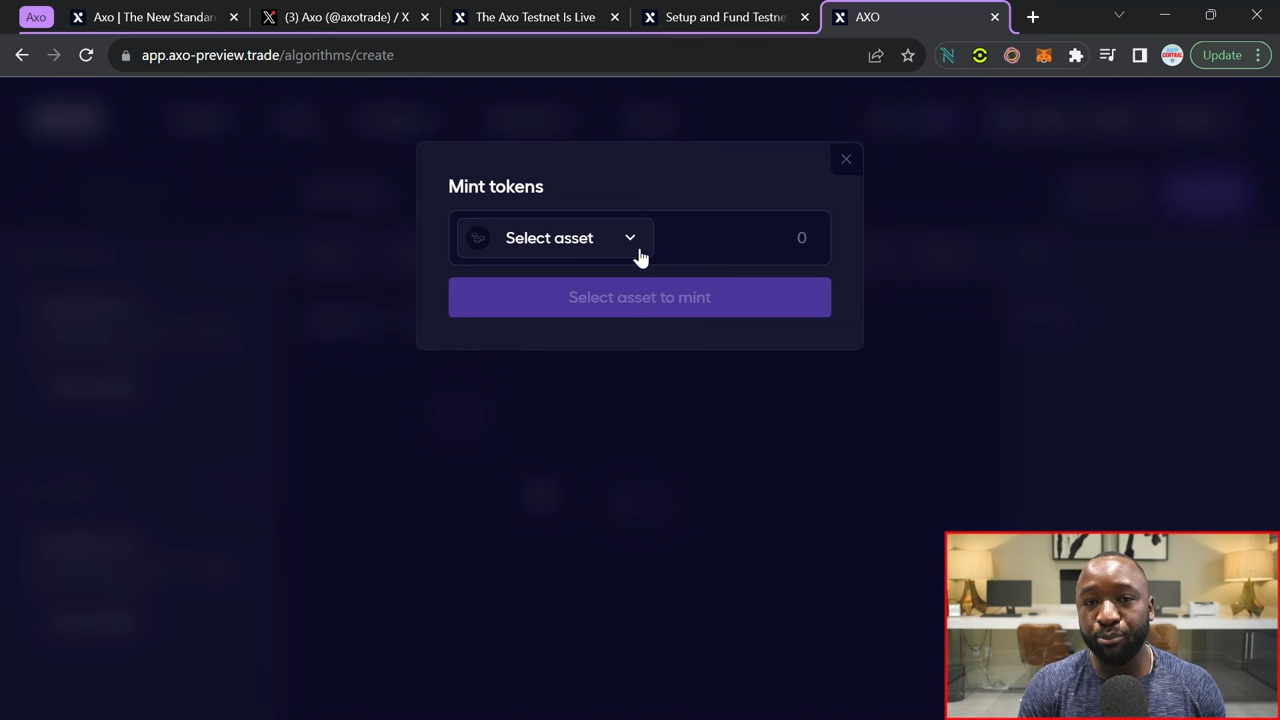 Axo
Axo | The New Standar
(3) Axo (@axotrade) / X
The Axo Testnet Is Live
Setup and Fund Testne
AXO
app.axo-preview.trade/algorithms/create
Update
Mint tokens
Select asset
0
Select asset to mint